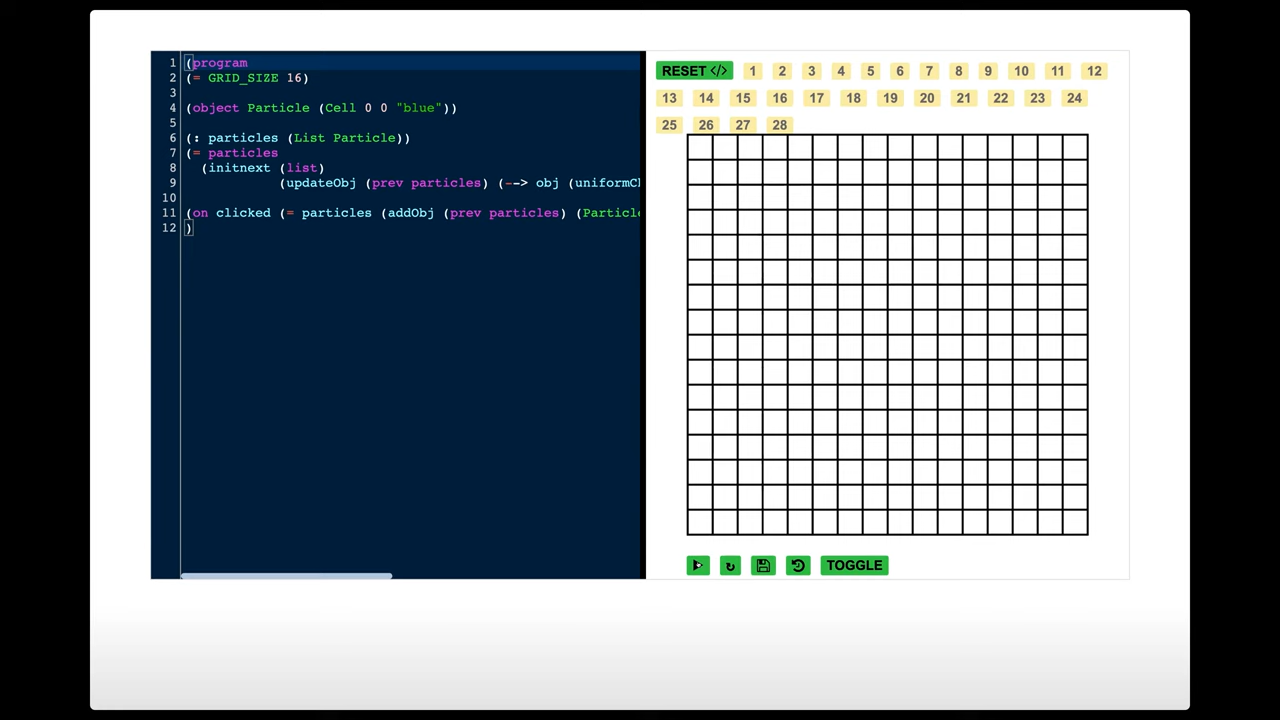 1 (program
2 (= GRID_SIZE 16)
3
4 (object Particle (Cell 0 0 "blue"))
5
6 (: particles (List Particle))
7 (= particles
8 (initnext (list)
9 (updateObj (prev particles) (--> obj (uniformCh
10
11 (on clicked (= particles (addObj (prev particles) (Particle
12 )
RESET </> 1 2 3 4 5 6 7 8 9 10 11 12
13 14 15 16 17 18 19 20 21 22 23 24
25 26 27 28
TOGGLE